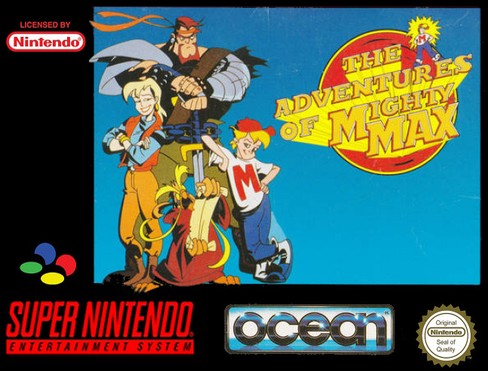 LICENSED BY
Nintendo
THE
ADVENTURES
OF MIGHTY
MAX
M
SUPER NINTENDO
ENTERTAINMENT SYSTEM
ocean
Original
Nintendo
Seal of
Quality